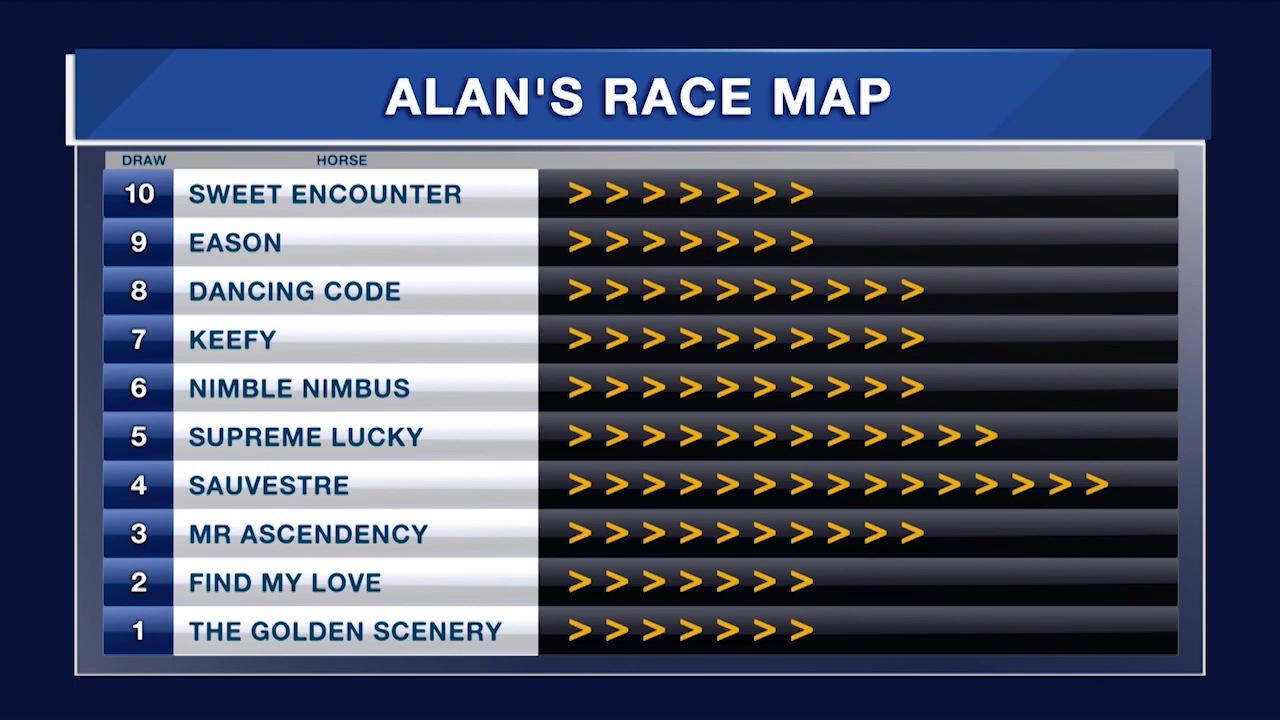 ALAN'S RACE MAP
DRAW HORSE
10 SWEET ENCOUNTER > > > > > > >
9 EASON > > > > > > >
8 DANCING CODE > > > > > > > > > >
7 KEEFY > > > > > > > > > >
6 NIMBLE NIMBUS > > > > > > > > > >
5 SUPREME LUCKY > > > > > > > > > > > >
4 SAUVESTRE > > > > > > > > > > > > > > >
3 MR ASCENDENCY > > > > > > > > > >
2 FIND MY LOVE > > > > > > >
1 THE GOLDEN SCENERY > > > > > > >